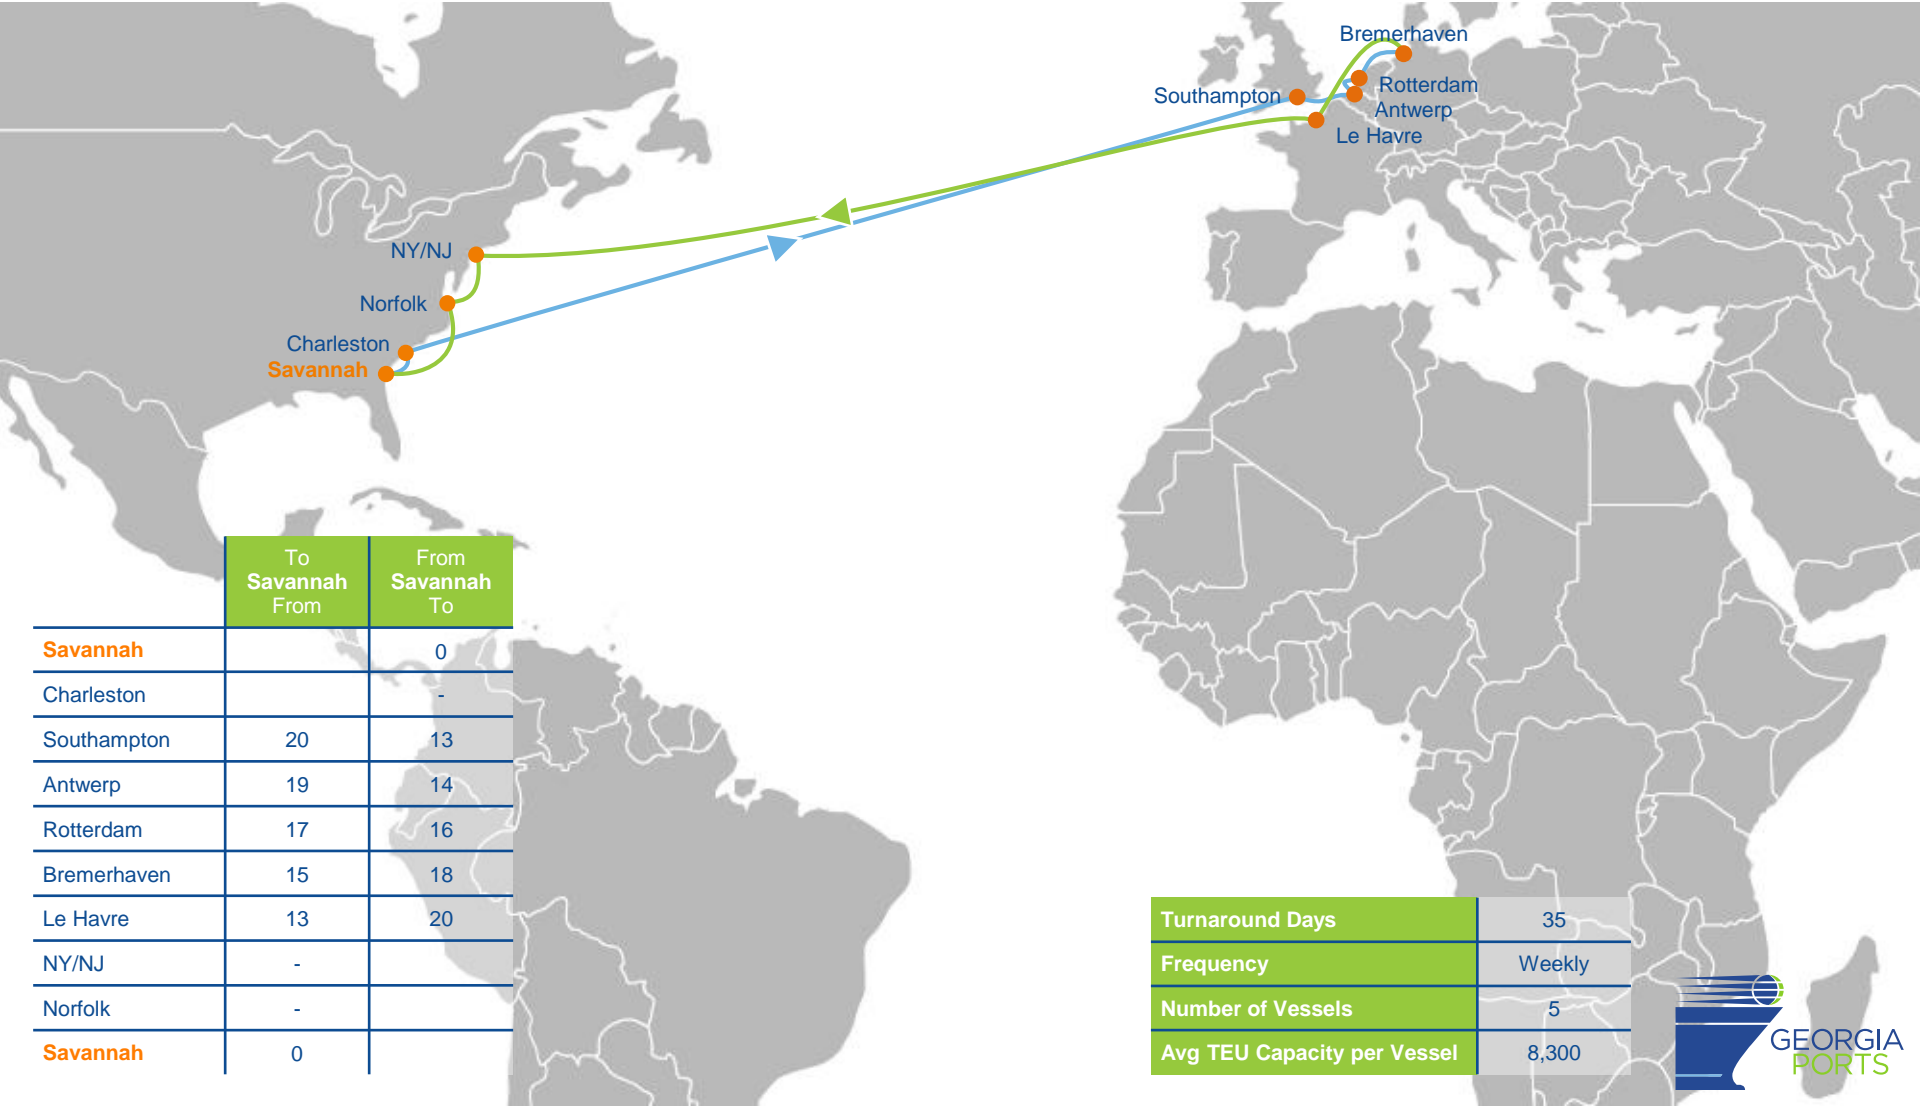 Bremerhaven
Southampton
Rotterdam
Antwerp
Le Havre
NY/NJ
Norfolk
Charleston
Savannah
To Savannah From
From Savannah To
Savannah 0
Charleston -
Southampton 20 13
Antwerp 19 14
Rotterdam 17 16
Bremerhaven 15 18
Le Havre 13 20
NY/NJ -
Norfolk -
Savannah 0
Turnaround Days 35
Frequency Weekly
Number of Vessels 5
Avg TEU Capacity per Vessel 8,300
GEORGIA
PORTS